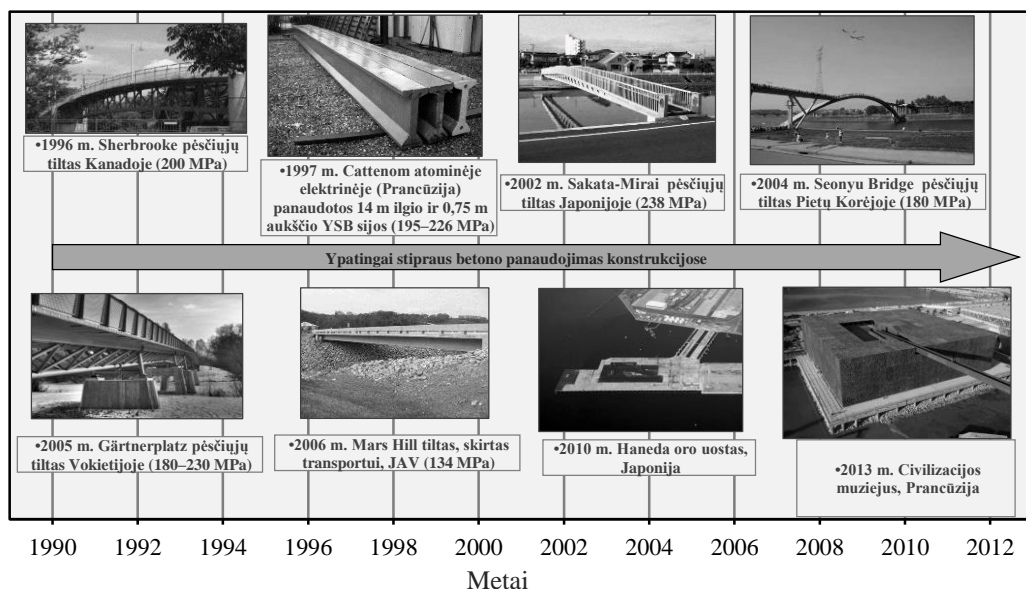 •1996 m. Sherbrooke pėsčiųjų
tiltas Kanadoje (200 MPa)
•1997 m. Cattenom atominėje
elektrinėje (Prancūzija)
panaudotos 14 m ilgio ir 0,75 m
aukščio YSB sijos (195–226 MPa)
•2002 m. Sakata-Mirai pėsčiųjų
tiltas Japonijoje (238 MPa)
•2004 m. Seonyu Bridge pėsčiųjų
tiltas Pietų Korėjoje (180 MPa)
Ypatingai stipraus betono panaudojimas konstrukcijose
•2005 m. Gärtnerplatz pėsčiųjų
tiltas Vokietijoje (180–230 MPa)
•2006 m. Mars Hill tiltas, skirtas
transportui, JAV (134 MPa)
•2010 m. Haneda oro uostas,
Japonija
•2013 m. Civilizacijos
muziejus, Prancūzija
1990 1992 1994 1996 1998 2000 2002 2004 2006 2008 2010 2012
Metai